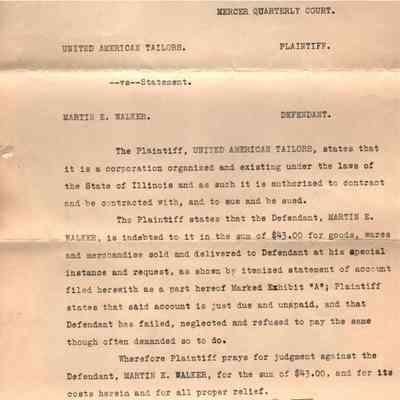 MERCER QUARTERLY COURT.
UNITED AMERICAN TAILORS. PLAINTIFF.
--vs--Statement.
MARTIN E. WALKER. DEFENDANT.
The Plaintiff, UNITED AMERICAN TAILORS, states that
it is a corporation organized and existing under the laws of
the State of Illinois and as such it is authorized to contract
and be contracted with, and to sue and be sued.
The Plaintiff states that the Defendant, MARTIN E.
WALKER, is indebted to it in the sum of $43.00 for goods, wares
and merchandise sold and delivered to Defendant at his special
instance and request, as shown by itemized statement of account
filed herewith as a part hereof Marked Exhibit "A"; Plaintiff
states that said account is just due and unpaid, and that
Defendant has failed, neglected and refused to pay the same
though often demanded so to do.
Wherefore Plaintiff prays for judgment against the
Defendant, MARTIN E. WALKER, for the sum of $43.00, and for its
costs herein and for all proper relief.